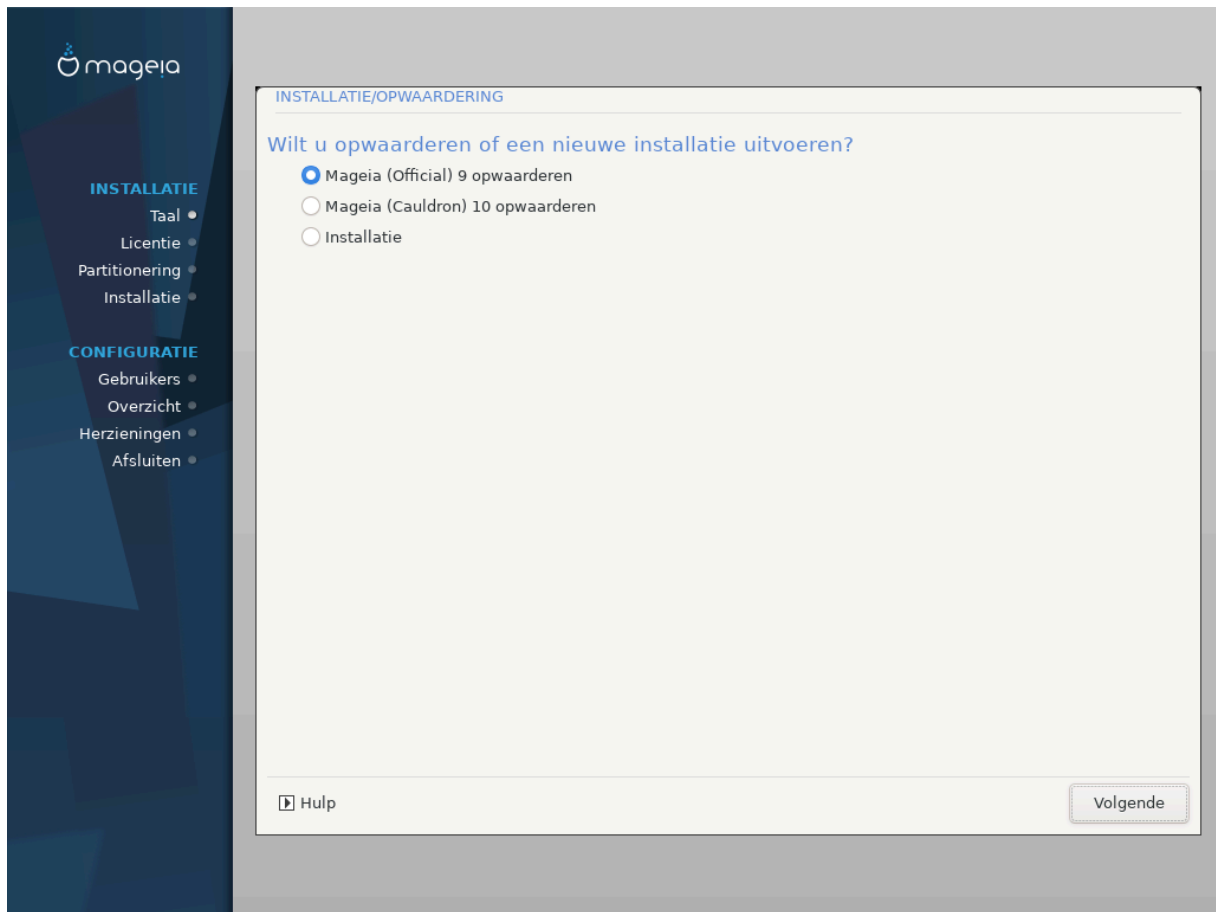 mageia
INSTALLATIE
Taal
Licentie
Partitionering
Installatie
CONFIGURATIE
Gebruikers
Overzicht
Herzieningen
Afsluiten
INSTALLATIE/OPWAARDERING
Wilt u opwaarderen of een nieuwe installatie uitvoeren?
Mageia (Official) 9 opwaarderen
Mageia (Cauldron) 10 opwaarderen
Installatie
Hulp
Volgende